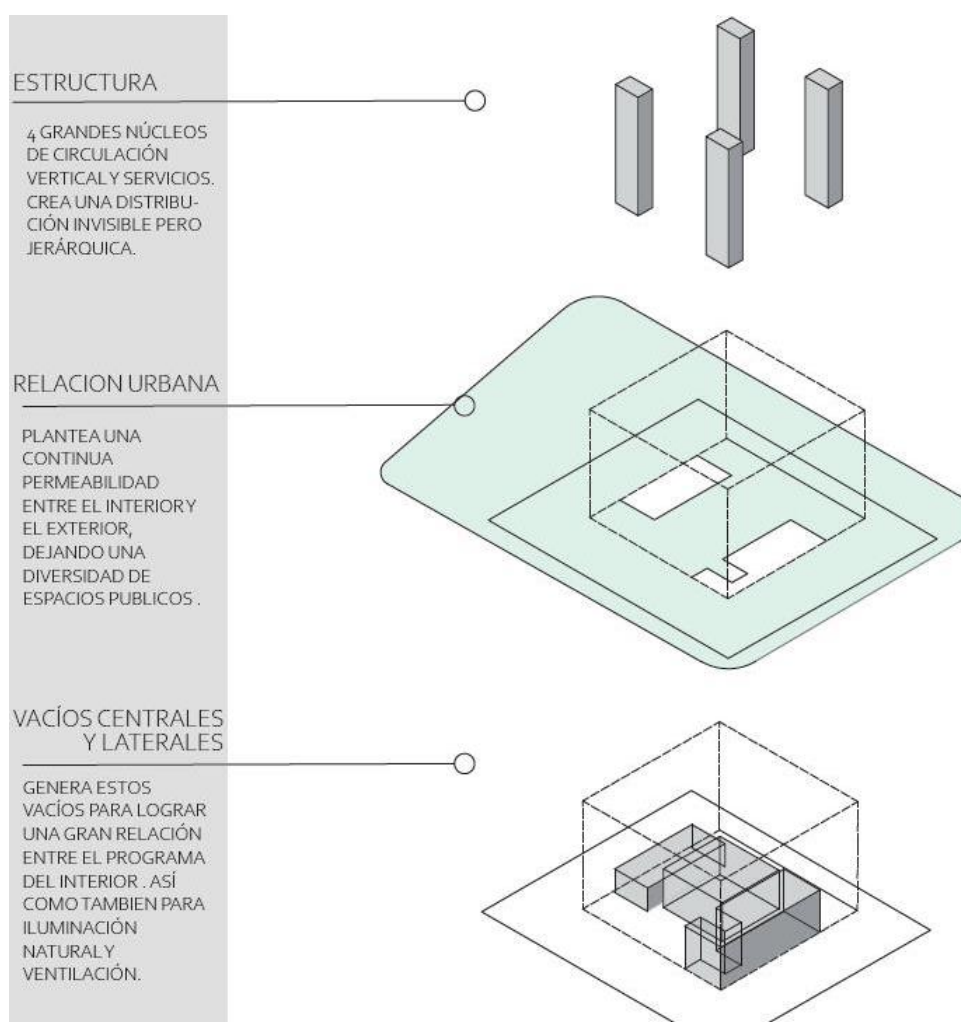 ESTRUCTURA
4 GRANDES NÚCLEOS
DE CIRCULACIÓN
VERTICAL Y SERVICIOS.
CREA UNA DISTRIBU-
CIÓN INVISIBLE PERO
JERÁRQUICA.
RELACION URBANA
PLANTEA UNA
CONTINUA
PERMEABILIDAD
ENTRE EL INTERIOR Y
EL EXTERIOR,
DEJANDO UNA
DIVERSIDAD DE
ESPACIOS PUBLICOS .
VACÍOS CENTRALES
Y LATERALES
GENERA ESTOS
VACÍOS PARA LOGRAR
UNA GRAN RELACIÓN
ENTRE EL PROGRAMA
DEL INTERIOR . ASÍ
COMO TAMBIEN PARA
ILUMINACIÓN
NATURAL Y
VENTILACIÓN.